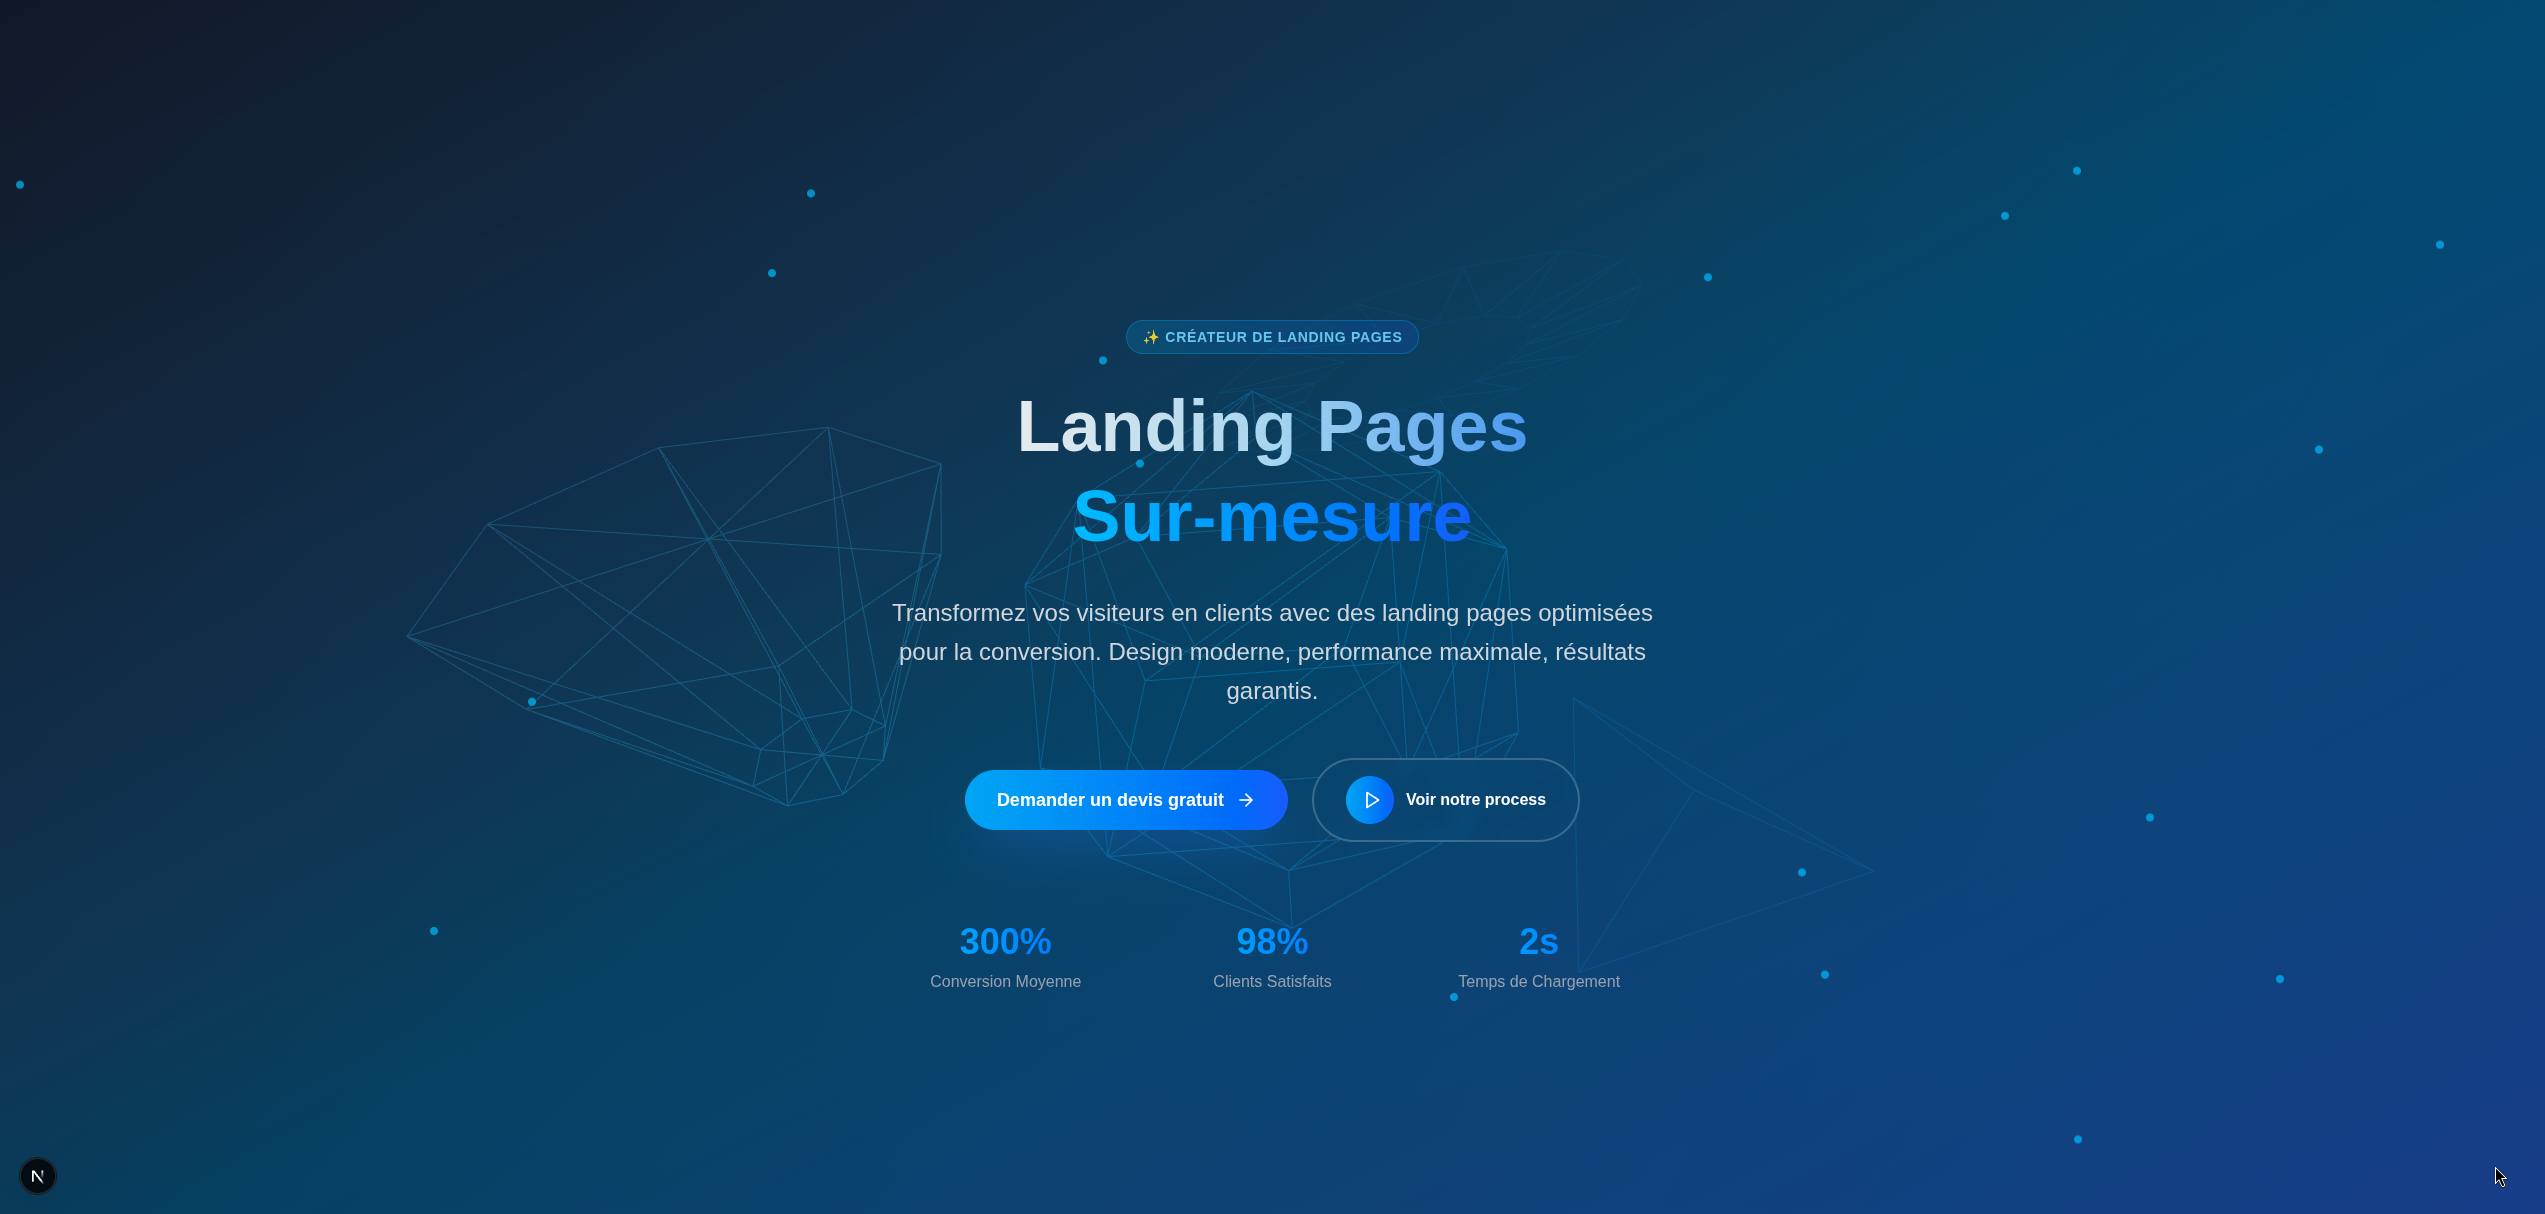 ✨ CRÉATEUR DE LANDING PAGES
Landing Pages
Sur-mesure
Transformez vos visiteurs en clients avec des landing pages optimisées
pour la conversion. Design moderne, performance maximale, résultats
garantis.
Demander un devis gratuit
Voir notre process
300%
98%
2s
Conversion Moyenne
Clients Satisfaits
Temps de Chargement
N